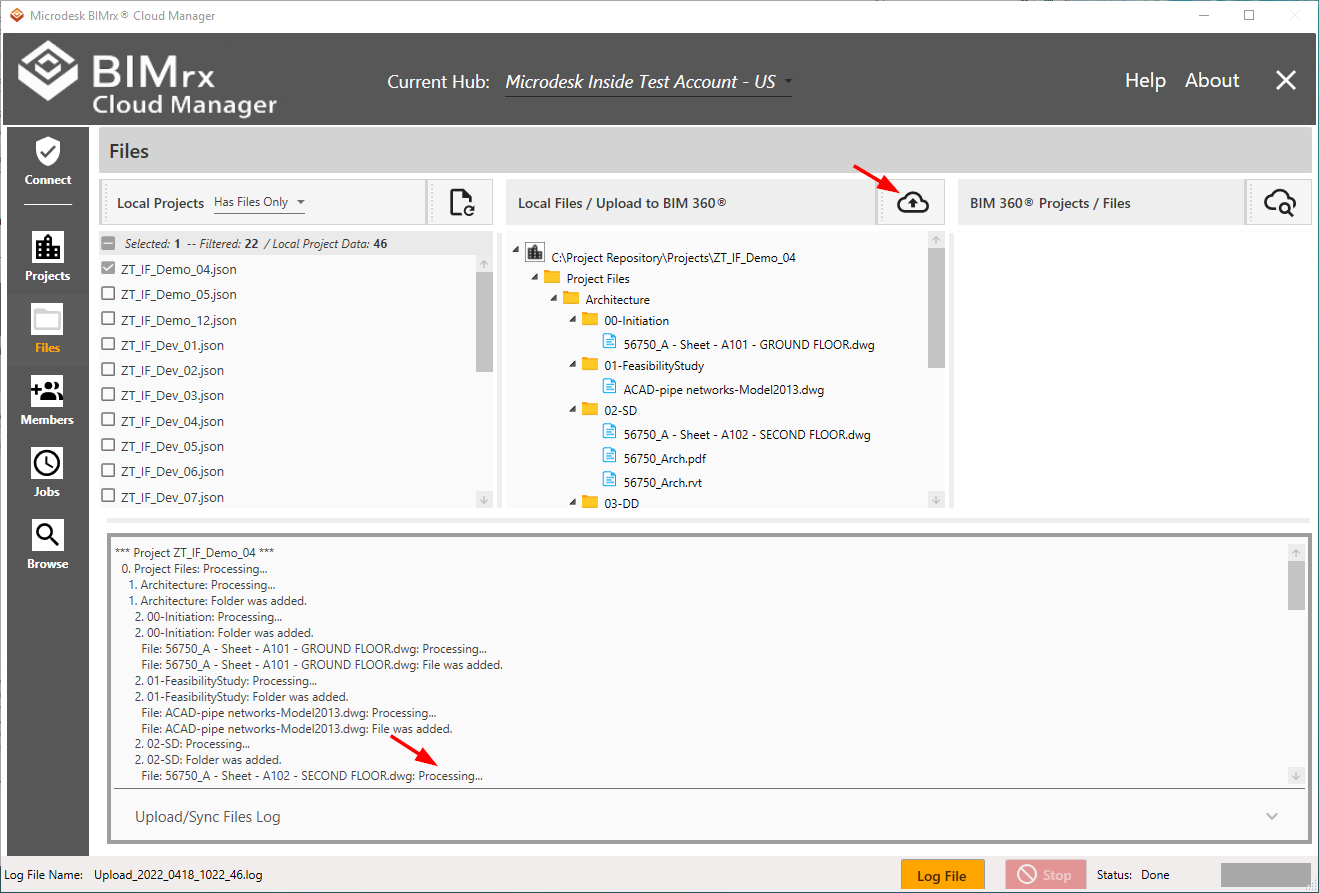 Microdesk BIMrx® Cloud Manager
BIMrx
Cloud Manager
Current Hub: Microdesk Inside Test Account - US
Help About
Connect
Projects
Files
Members
Jobs
Browse
Files
Local Projects Has Files Only
Local Files / Upload to BIM 360®
BIM 360® Projects / Files
Selected: 1 -- Filtered: 22 / Local Project Data: 46
ZT_IF_Demo_04.json
ZT_IF_Demo_05.json
ZT_IF_Demo_12.json
ZT_IF_Dev_01.json
ZT_IF_Dev_02.json
ZT_IF_Dev_03.json
ZT_IF_Dev_04.json
ZT_IF_Dev_05.json
ZT_IF_Dev_06.json
ZT_IF_Dev_07.json
C:\Project Repository\Projects\ZT_IF_Demo_04
Project Files
Architecture
00-Initiation
56750_A - Sheet - A101 - GROUND FLOOR.dwg
01-FeasibilityStudy
ACAD-pipe networks-Model2013.dwg
02-SD
56750_A - Sheet - A102 - SECOND FLOOR.dwg
56750_Arch.pdf
56750_Arch.rvt
03-DD
*** Project ZT_IF_Demo_04 ***
0. Project Files: Processing...
1. Architecture: Processing...
1. Architecture: Folder was added.
2. 00-Initiation: Processing...
2. 00-Initiation: Folder was added.
File: 56750_A - Sheet - A101 - GROUND FLOOR.dwg: Processing...
File: 56750_A - Sheet - A101 - GROUND FLOOR.dwg: File was added.
2. 01-FeasibilityStudy: Processing...
2. 01-FeasibilityStudy: Folder was added.
File: ACAD-pipe networks-Model2013.dwg: Processing...
File: ACAD-pipe networks-Model2013.dwg: File was added.
2. 02-SD: Processing...
2. 02-SD: Folder was added.
File: 56750_A - Sheet - A102 - SECOND FLOOR.dwg: Processing...
Upload/Sync Files Log
Log File Name: Upload_2022_0418_1022_46.log
Log File
Stop
Status: Done